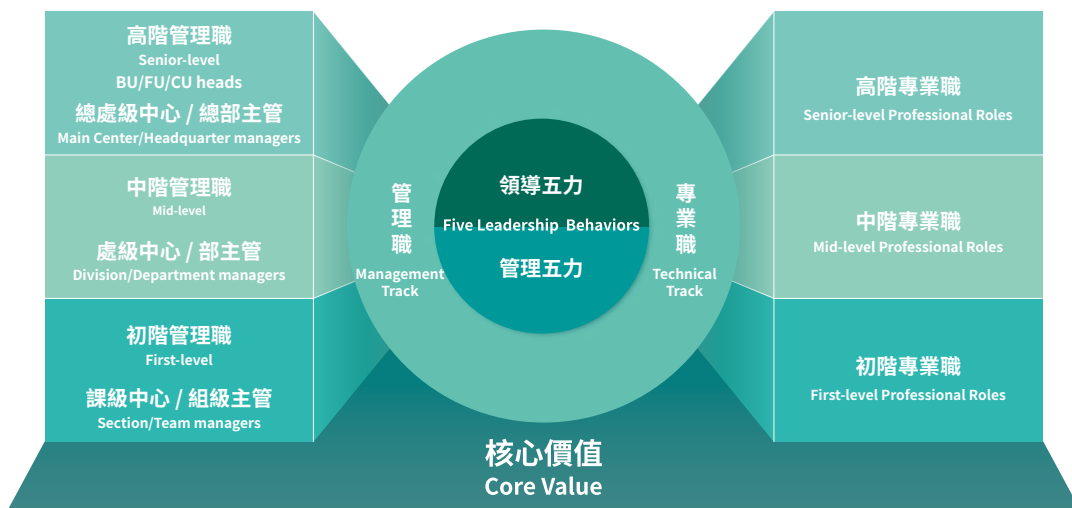 高階管理職
Senior-level
BU/FU/CU heads
總處級中心 / 總部主管
Main Center/Headquarter managers
中階管理職
Mid-level
處級中心 / 部主管
Division/Department managers
初階管理職
First-level
課級中心 / 組級主管
Section/Team managers
管理職
Management
Track
領導五力
Five Leadership Behaviors
管理五力
專業職
Technical
Track
高階專業職
Senior-level Professional Roles
中階專業職
Mid-level Professional Roles
初階專業職
First-level Professional Roles
核心價值
Core Value